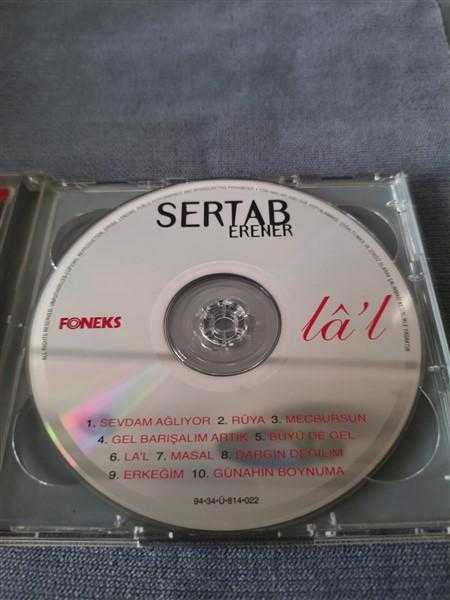 SERTAB
ERENER
FONEKS
lâ'l
1. SEVDAM AĞLIYOR 2. RÜYA 3. MECBURSUN
4. GEL BARIŞALIM ARTIK 5. BÜYÜ DE GEL
6. LA'L 7. MASAL 8. DARGIN DEĞİLİM
9. ERKEĞİM 10. GÜNAHIN BOYNUMA
94-34-Ü-814-022